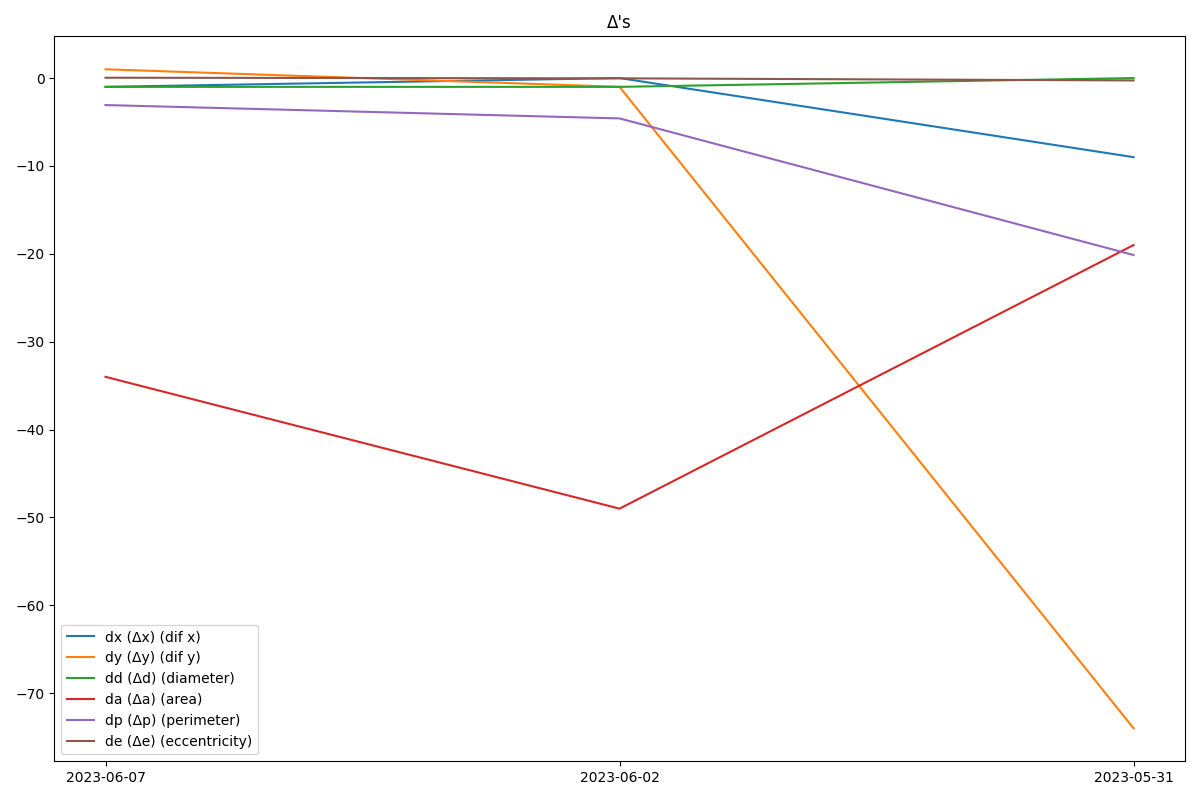 Δ's
0
−10
−20
−30
−40
−50
−60
−70
dx (Δx) (dif x)
dy (Δy) (dif y)
dd (Δd) (diameter)
da (Δa) (area)
dp (Δp) (perimeter)
de (Δe) (eccentricity)
2023-06-07
2023-06-02
2023-05-31